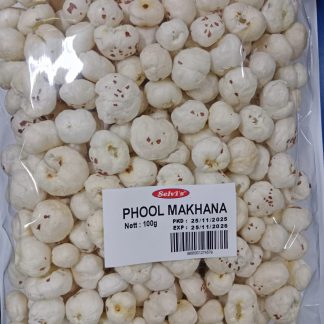 Selvi's
PHOOL MAKHANA
Nett : 100g
PKD : 25/11/2025
EXP : 25/11/2026